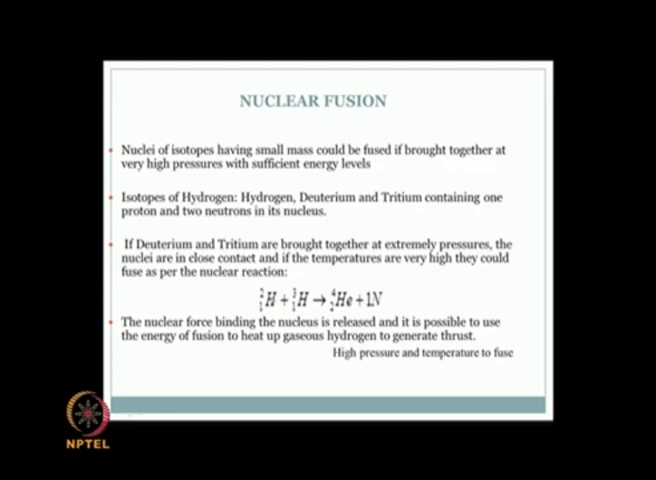 NUCLEAR FUSION
• Nuclei of isotopes having small mass could be fused if brought together at
very high pressures with sufficient energy levels
• Isotopes of Hydrogen: Hydrogen, Deuterium and Tritium containing one
proton and two neutrons in its nucleus.
• If Deuterium and Tritium are brought together at extremely pressures, the
nuclei are in close contact and if the temperatures are very high they could
fuse as per the nuclear reaction:
²₁H + ³₁H → ⁴₂He + 1N
• The nuclear force binding the nucleus is released and it is possible to use
the energy of fusion to heat up gaseous hydrogen to generate thrust.
High pressure and temperature to fuse
NPTEL